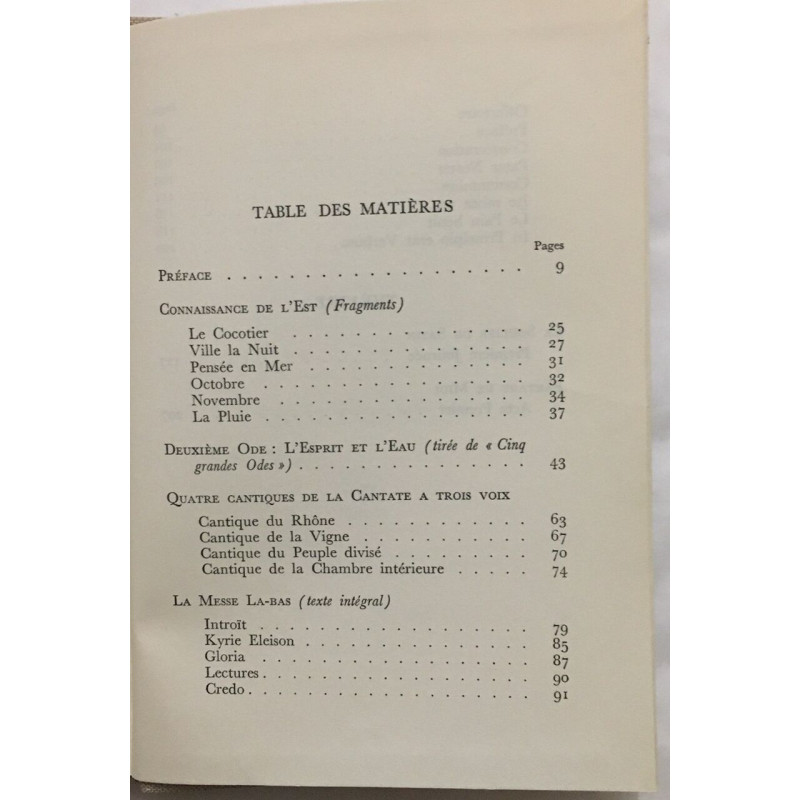 TABLE DES MATIÈRES
Pages
PRÉFACE . . . . . . . . . . . . . . . . . . . 9
CONNAISSANCE DE L'EST (Fragments)
Le Cocotier . . . . . . . . . . . . . . 25
Ville la Nuit . . . . . . . . . . . . . . 27
Pensée en Mer . . . . . . . . . . . . . 31
Octobre . . . . . . . . . . . . . . . . 32
Novembre . . . . . . . . . . . . . . . 34
La Pluie . . . . . . . . . . . . . . . . 37
DEUXIÈME ODE : L'ESPRIT ET L'EAU (tirée de « Cinq
grandes Odes ») . . . . . . . . . . . . . . . 43
QUATRE CANTIQUES DE LA CANTATE A TROIS VOIX
Cantique du Rhône . . . . . . . . . . . . 63
Cantique de la Vigne . . . . . . . . . . . 67
Cantique du Peuple divisé . . . . . . . . . 70
Cantique de la Chambre intérieure . . . . . 74
LA MESSE LA-BAS (texte intégral)
Introït . . . . . . . . . . . . . . . . . 79
Kyrie Eleison . . . . . . . . . . . . . . 85
Gloria . . . . . . . . . . . . . . . . . 87
Lectures . . . . . . . . . . . . . . . . . 90
Credo . . . . . . . . . . . . . . . . . . 91